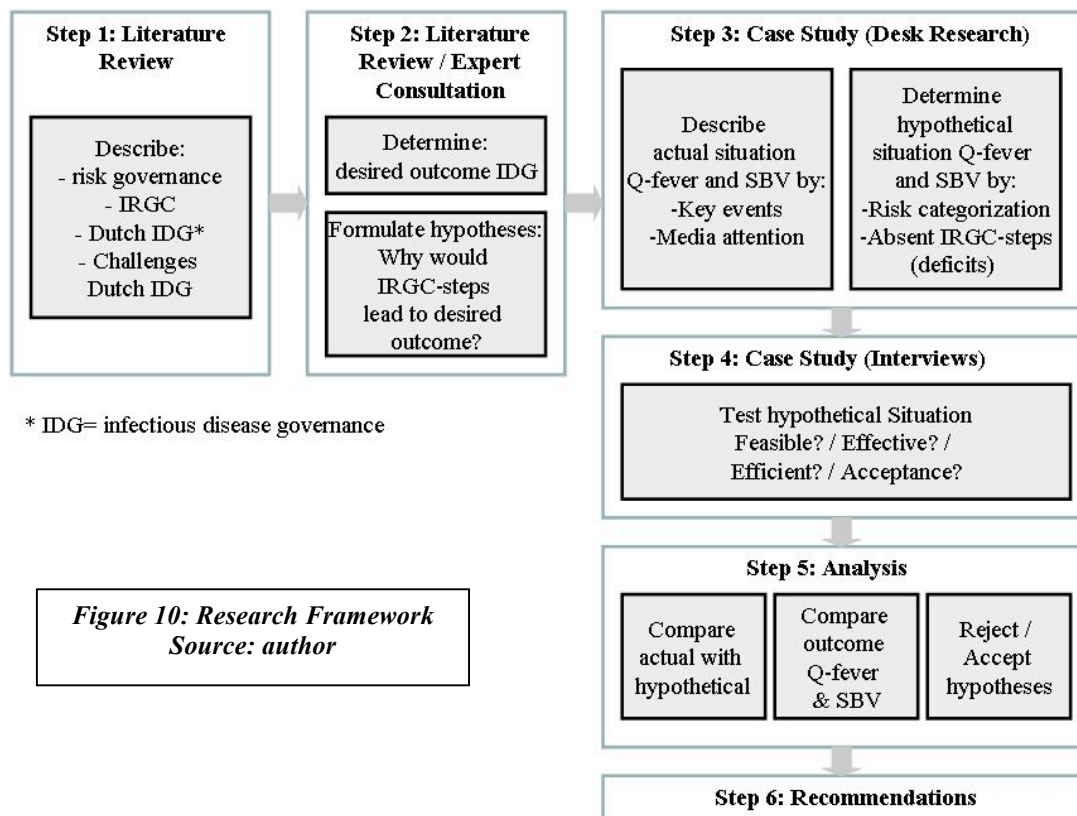 Step 1: Literature
Review
Describe:
- risk governance
- IRGC
- Dutch IDG*
- Challenges
Dutch IDG
Step 2: Literature
Review / Expert
Consultation
Determine:
desired outcome IDG
Formulate hypotheses:
Why would
IRGC-steps
lead to desired
outcome?
Step 3: Case Study (Desk Research)
Describe
actual situation
Q-fever and SBV by:
-Key events
-Media attention
Determine
hypothetical
situation Q-fever
and SBV by:
-Risk categorization
-Absent IRGC-steps
(deficits)
Step 4: Case Study (Interviews)
Test hypothetical Situation
Feasible? / Effective? /
Efficient? / Acceptance?
* IDG= infectious disease governance
Step 5: Analysis
Compare
actual with
hypothetical
Compare
outcome
Q-fever
& SBV
Reject /
Accept
hypotheses
Figure 10: Research Framework
Source: author
Step 6: Recommendations